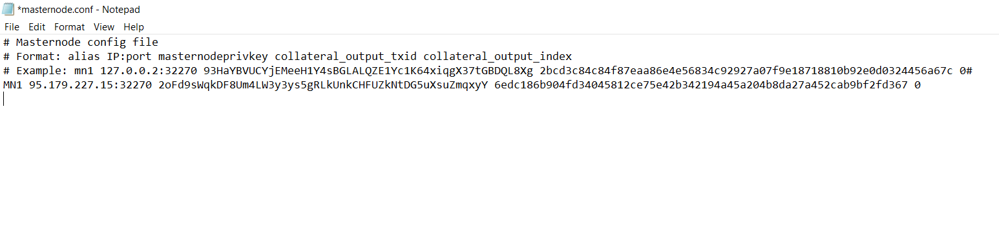 *masternode.conf - Notepad
File Edit Format View Help
# Masternode config file
# Format: alias IP:port masternodeprivkey collateral_output_txid collateral_output_index
# Example: mn1 127.0.0.2:32270 93HaYBVUCYjEMeeH1Y4sBGLALQZE1Yc1K64xiqgX37tGBDQL8Xg 2bcd3c84c84f87eaa86e4e56834c92927a07f9e18718810b92e0d0324456a67c 0#
MN1 95.179.227.15:32270 2oFd9sWqkDF8Um4LW3y3ys5gRLkUnkCHFUZkNtDG5uXsuZmqxyY 6edc186b904fd34045812ce75e42b342194a45a204b8da27a452cab9bf2fd367 0